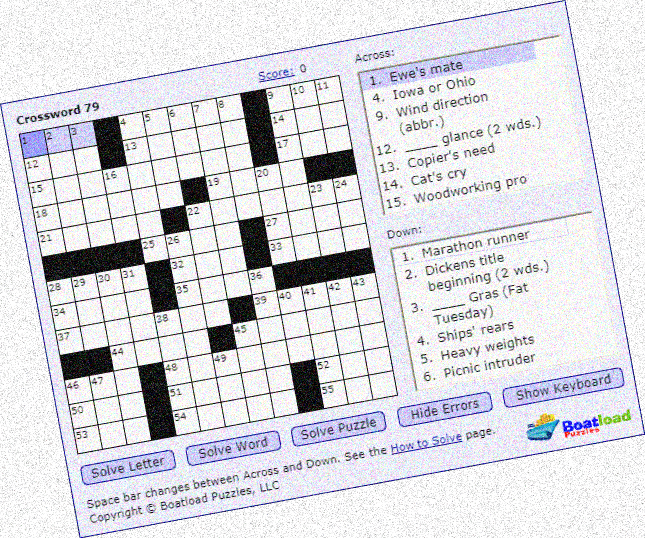 Crossword 79
Score: 0
1 2 3 4 5 6 7 8 9 10 11
12 13 14
15 16 17
18 19 20
21 22 23 24
25 26 27
28 29 30 31 32 33
34 35 36
37 38 39 40 41 42 43
44 45
46 47 48 49
50 51 52
53 54 55
Across:
1. Ewe's mate
4. Iowa or Ohio
9. Wind direction
(abbr.)
12. _____ glance (2 wds.)
13. Copier's need
14. Cat's cry
15. Woodworking pro
Down:
1. Marathon runner
2. Dickens title
beginning (2 wds.)
3. _____ Gras (Fat
Tuesday)
4. Ships' rears
5. Heavy weights
6. Picnic intruder
Solve Letter Solve Word Solve Puzzle Hide Errors Show Keyboard
Space bar changes between Across and Down. See the How to Solve page.
Copyright © Boatload Puzzles, LLC
Boatload
Puzzles